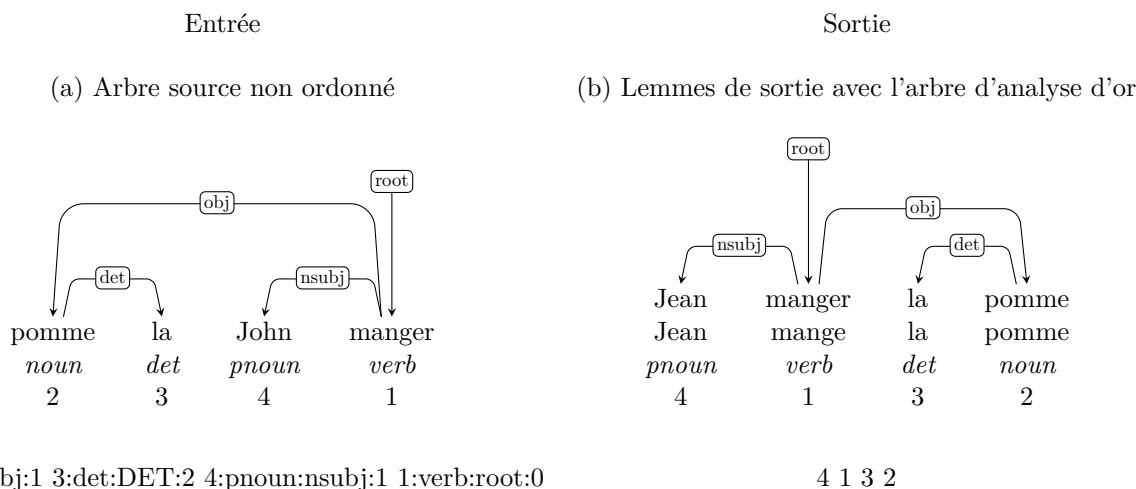 Entrée
(a) Arbre source non ordonné
root
obj
det
nsubj
pomme la John manger
noun det pnoun verb
2 3 4 1
bj:1 3:det:DET:2 4:pnoun:nsubj:1 1:verb:root:0
Sortie
(b) Lemmes de sortie avec l'arbre d'analyse d'or
root
obj
nsubj
det
Jean manger la pomme
Jean mange la pomme
pnoun verb det noun
4 1 3 2
4 1 3 2